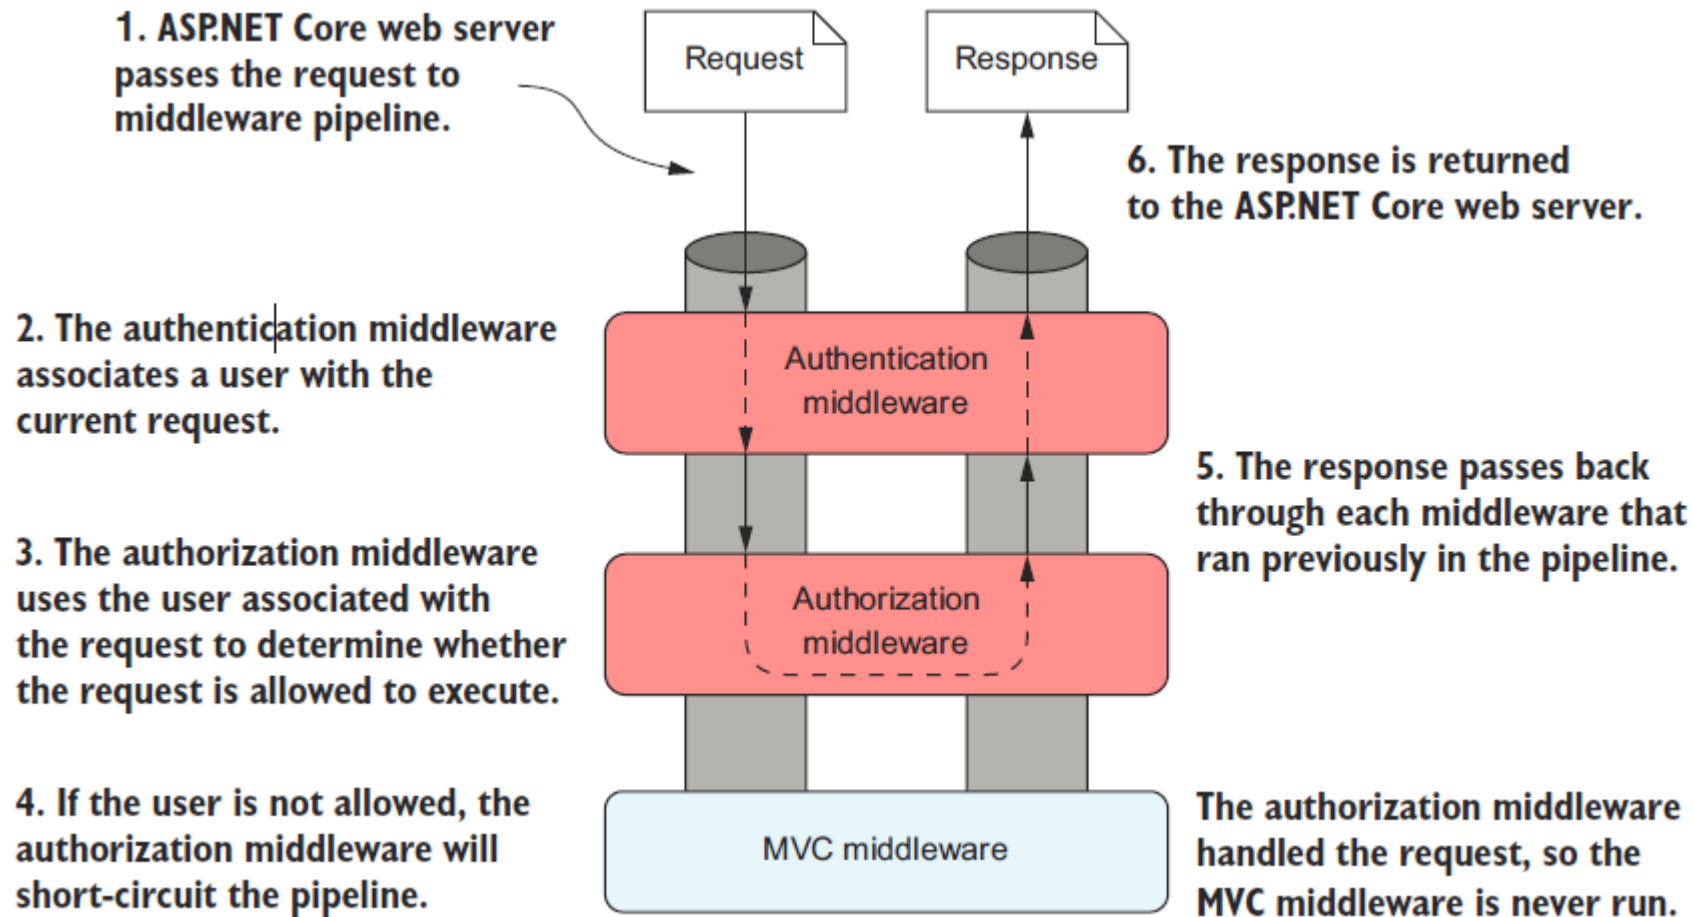 1. ASP.NET Core web server
passes the request to
middleware pipeline.
Request
Response
6. The response is returned
to the ASP.NET Core web server.
2. The authentication middleware
associates a user with the
current request.
Authentication
middleware
3. The authorization middleware
uses the user associated with
the request to determine whether
the request is allowed to execute.
Authorization
middleware
5. The response passes back
through each middleware that
ran previously in the pipeline.
4. If the user is not allowed, the
authorization middleware will
short-circuit the pipeline.
MVC middleware
The authorization middleware
handled the request, so the
MVC middleware is never run.